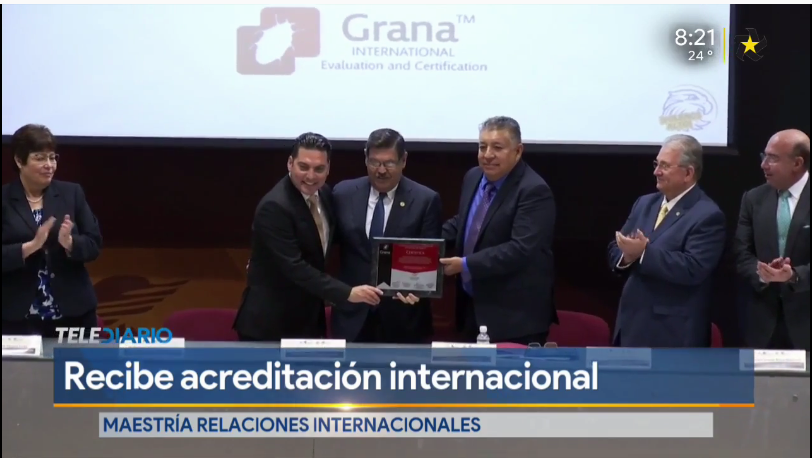 Grana™
INTERNATIONAL
Evaluation and Certification
8:21
24°
TELEDIARIO
Recibe acreditación internacional
MAESTRÍA RELACIONES INTERNACIONALES